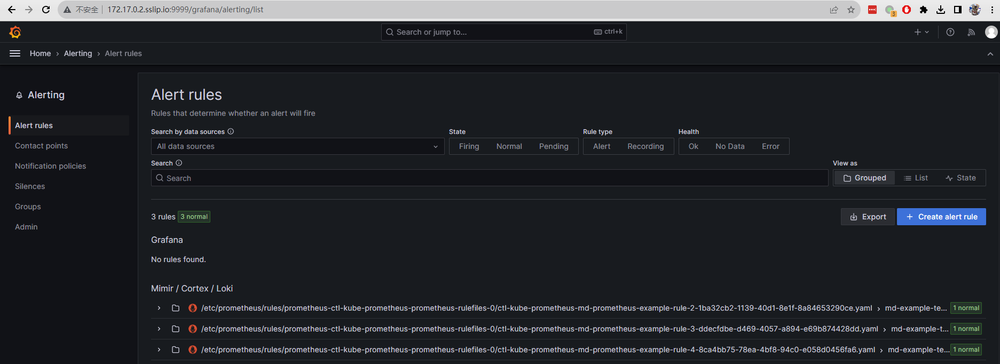 不安全 172.17.0.2.sslip.io:9999/grafana/alerting/list
3
Search or jump to... ctrl+k
Home › Alerting › Alert rules
Alerting
Alert rules
Contact points
Notification policies
Silences
Groups
Admin
Alert rules
Rules that determine whether an alert will fire
Search by data sources State Rule type Health
All data sources Firing Normal Pending Alert Recording Ok No Data Error
Search View as
Search Grouped List State
3 rules 3 normal Export + Create alert rule
Grafana
No rules found.
Mimir / Cortex / Loki
/etc/prometheus/rules/prometheus-ctl-kube-prometheus-prometheus-rulefiles-0/ctl-kube-prometheus-md-prometheus-example-rule-2-1ba32cb2-1139-40d1-8e1f-8a84653290ce.yaml › md-example-te... 1 normal
/etc/prometheus/rules/prometheus-ctl-kube-prometheus-prometheus-rulefiles-0/ctl-kube-prometheus-md-prometheus-example-rule-3-ddecfdbe-d469-4057-a894-e69b874428dd.yaml › md-example-t... 1 normal
/etc/prometheus/rules/prometheus-ctl-kube-prometheus-prometheus-rulefiles-0/ctl-kube-prometheus-md-prometheus-example-rule-4-8ca4bb75-78ea-4bf8-94c0-e058d0456fa6.yaml › md-example-te... 1 normal